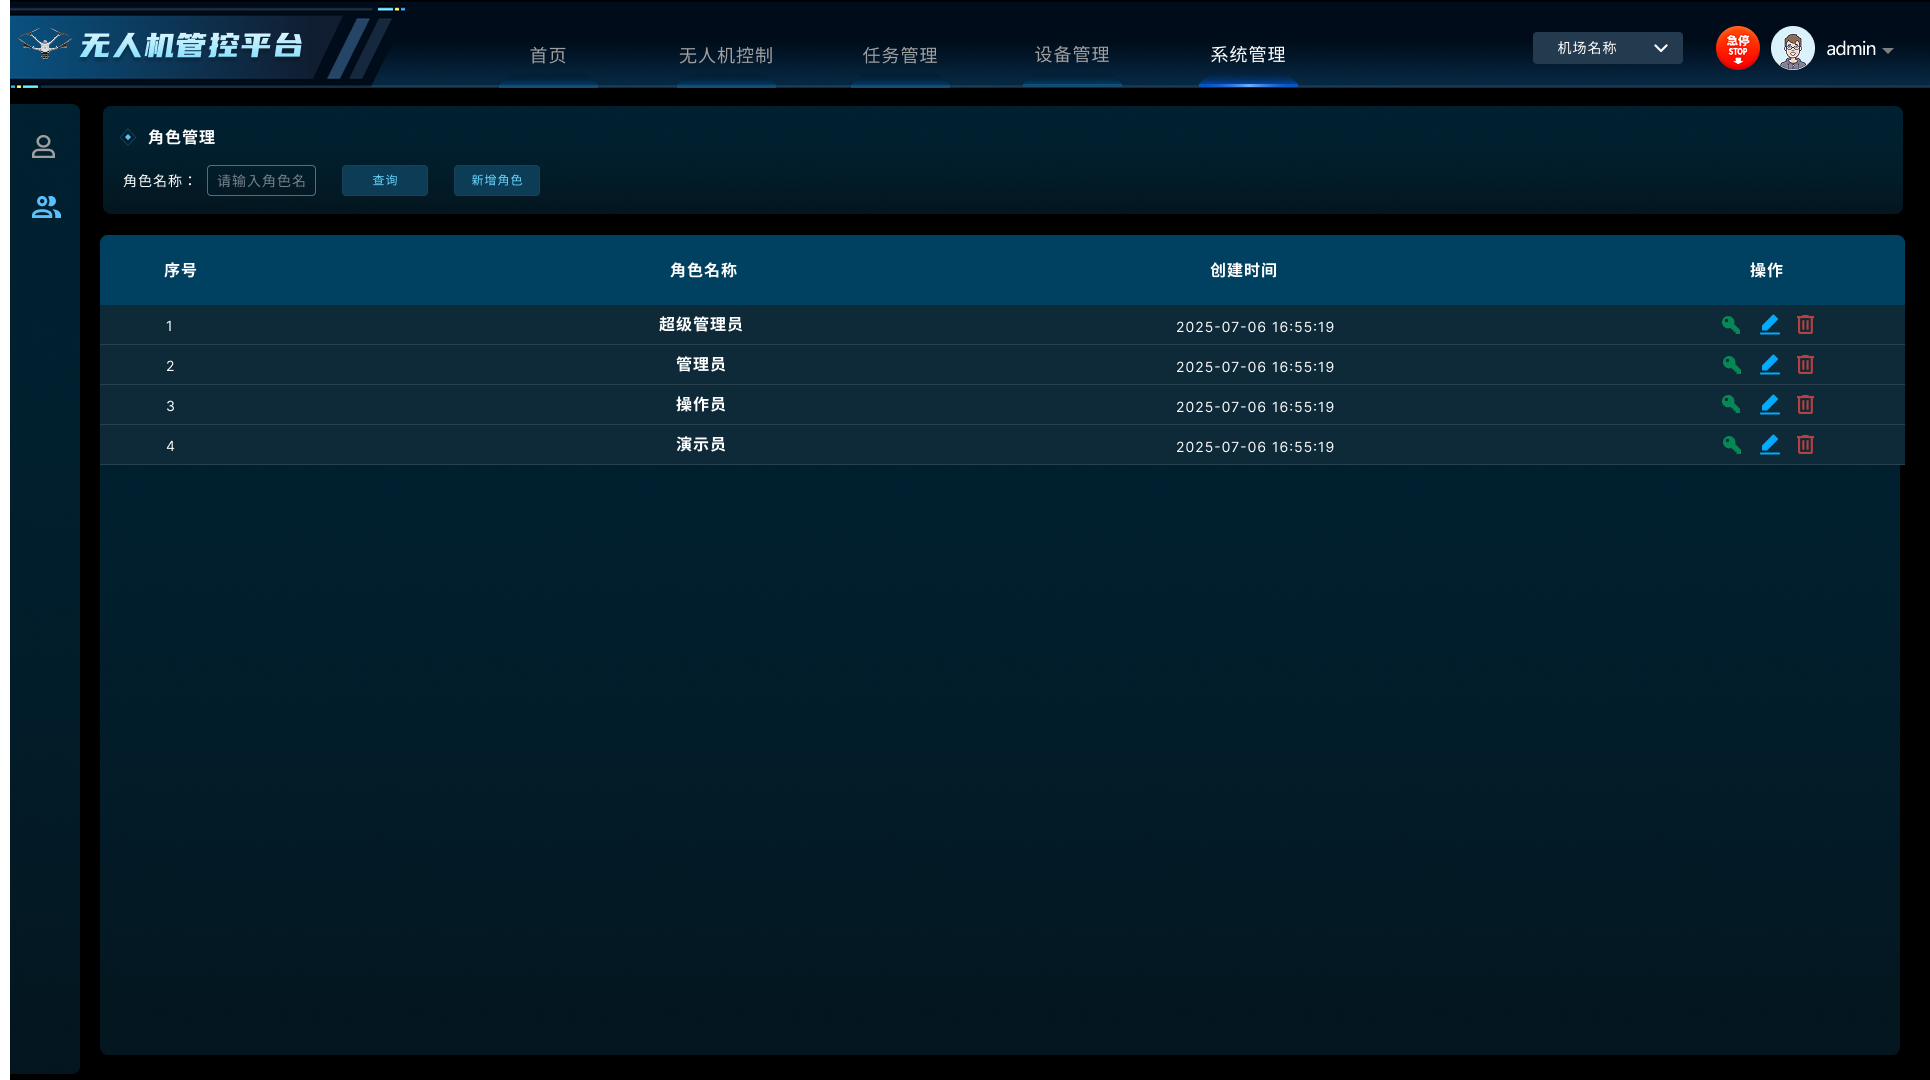 无人机管控平台
首页 无人机控制 任务管理 设备管理 系统管理 机场名称 急停 STOP admin
角色管理
角色名称： 请输入角色名 查询 新增角色
序号 角色名称 创建时间 操作
1 超级管理员 2025-07-06 16:55:19
2 管理员 2025-07-06 16:55:19
3 操作员 2025-07-06 16:55:19
4 演示员 2025-07-06 16:55:19